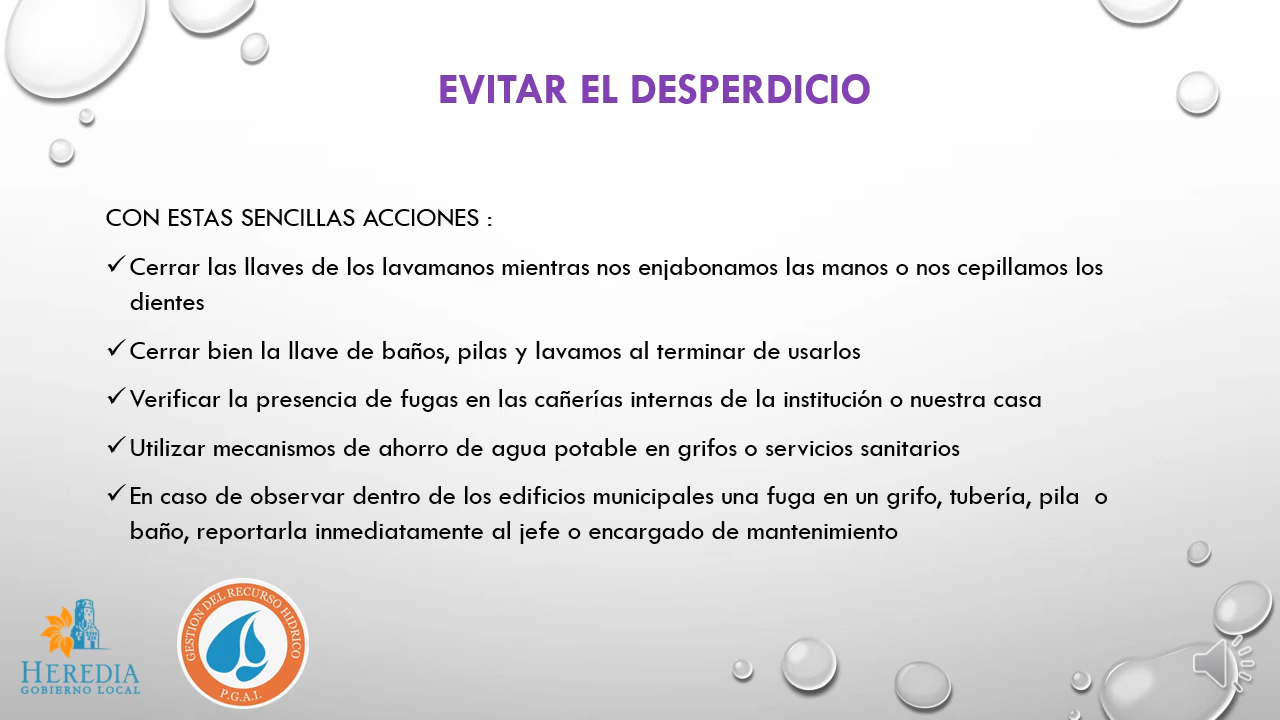 EVITAR EL DESPERDICIO
CON ESTAS SENCILLAS ACCIONES :
✓Cerrar las llaves de los lavamanos mientras nos enjabonamos las manos o nos cepillamos los
dientes
✓Cerrar bien la llave de baños, pilas y lavamos al terminar de usarlos
✓Verificar la presencia de fugas en las cañerías internas de la institución o nuestra casa
✓Utilizar mecanismos de ahorro de agua potable en grifos o servicios sanitarios
✓En caso de observar dentro de los edificios municipales una fuga en un grifo, tubería, pila  o
baño, reportarla inmediatamente al jefe o encargado de mantenimiento
HEREDIA
GOBIERNO LOCAL
GESTION DEL RECURSO HIDRICO
P.G.A.I.